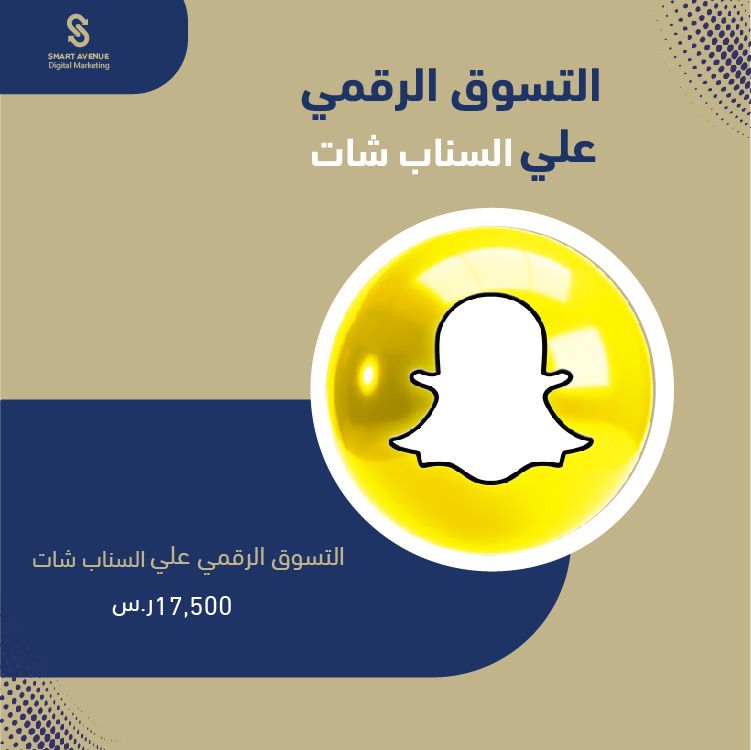 SMART AVENUE
Digital Marketing
التسوق الرقمي
علي السناب شات
التسوق الرقمي علي السناب شات
17,500ر.س